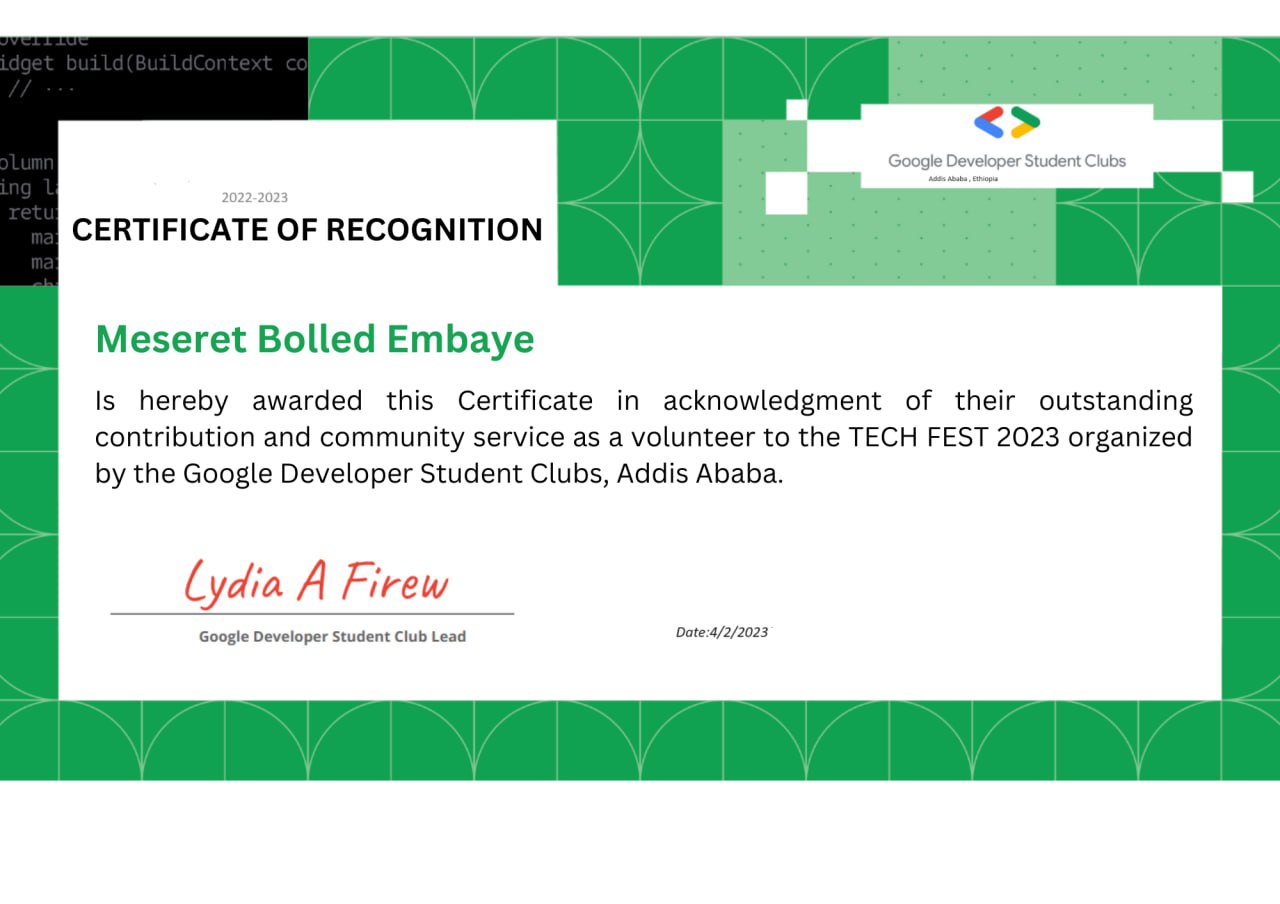 override
idget build(BuildContext co
// ...
olumn
ing la
retu
ma
ma
ch
Google Developer Student Clubs
Addis Ababa , Ethiopia
2022-2023
CERTIFICATE OF RECOGNITION
Meseret Bolled Embaye
Is hereby awarded this Certificate in acknowledgment of their outstanding
contribution and community service as a volunteer to the TECH FEST 2023 organized
by the Google Developer Student Clubs, Addis Ababa.
Lydia A Firew
Google Developer Student Club Lead
Date:4/2/2023